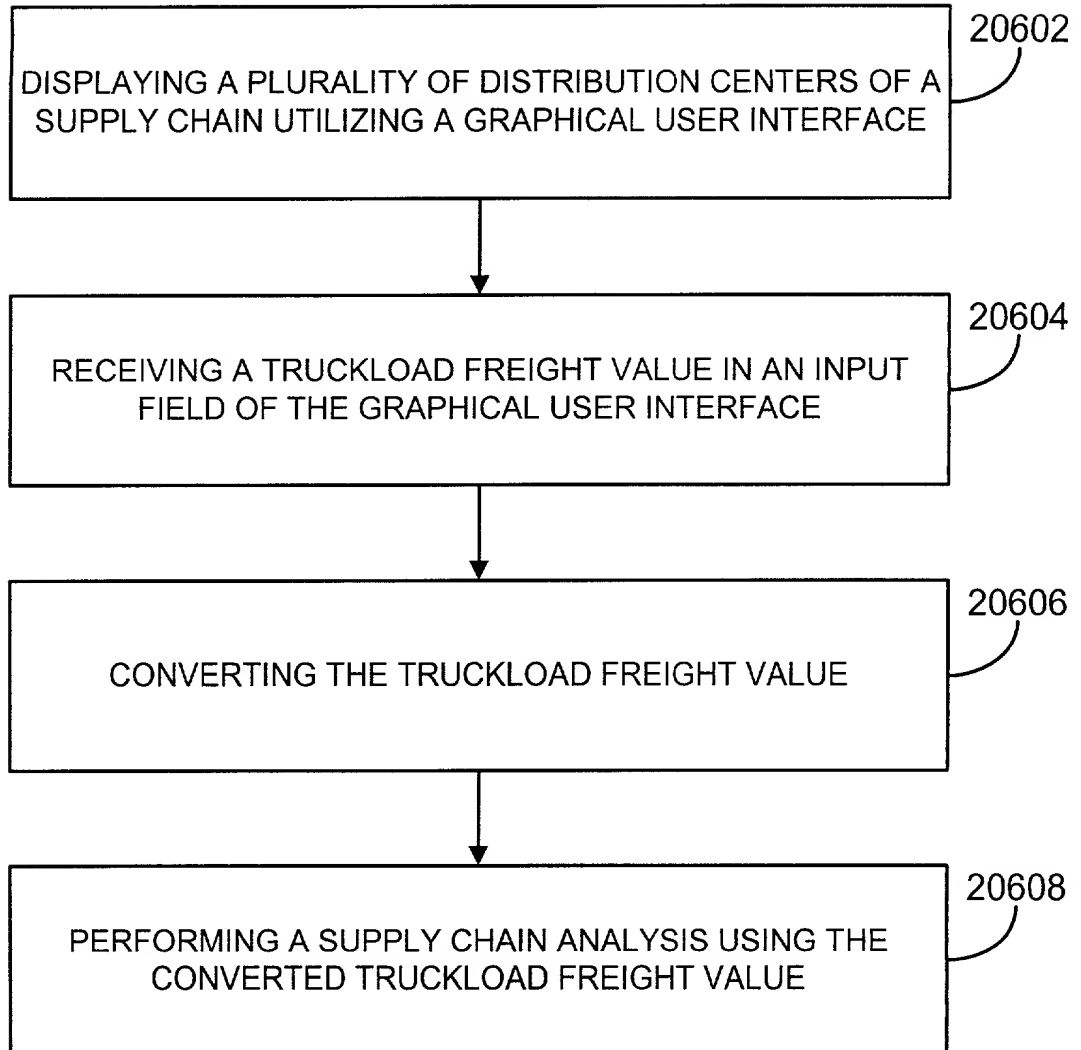 20602
DISPLAYING A PLURALITY OF DISTRIBUTION CENTERS OF A
SUPPLY CHAIN UTILIZING A GRAPHICAL USER INTERFACE
20604
RECEIVING A TRUCKLOAD FREIGHT VALUE IN AN INPUT
FIELD OF THE GRAPHICAL USER INTERFACE
20606
CONVERTING THE TRUCKLOAD FREIGHT VALUE
20608
PERFORMING A SUPPLY CHAIN ANALYSIS USING THE
CONVERTED TRUCKLOAD FREIGHT VALUE